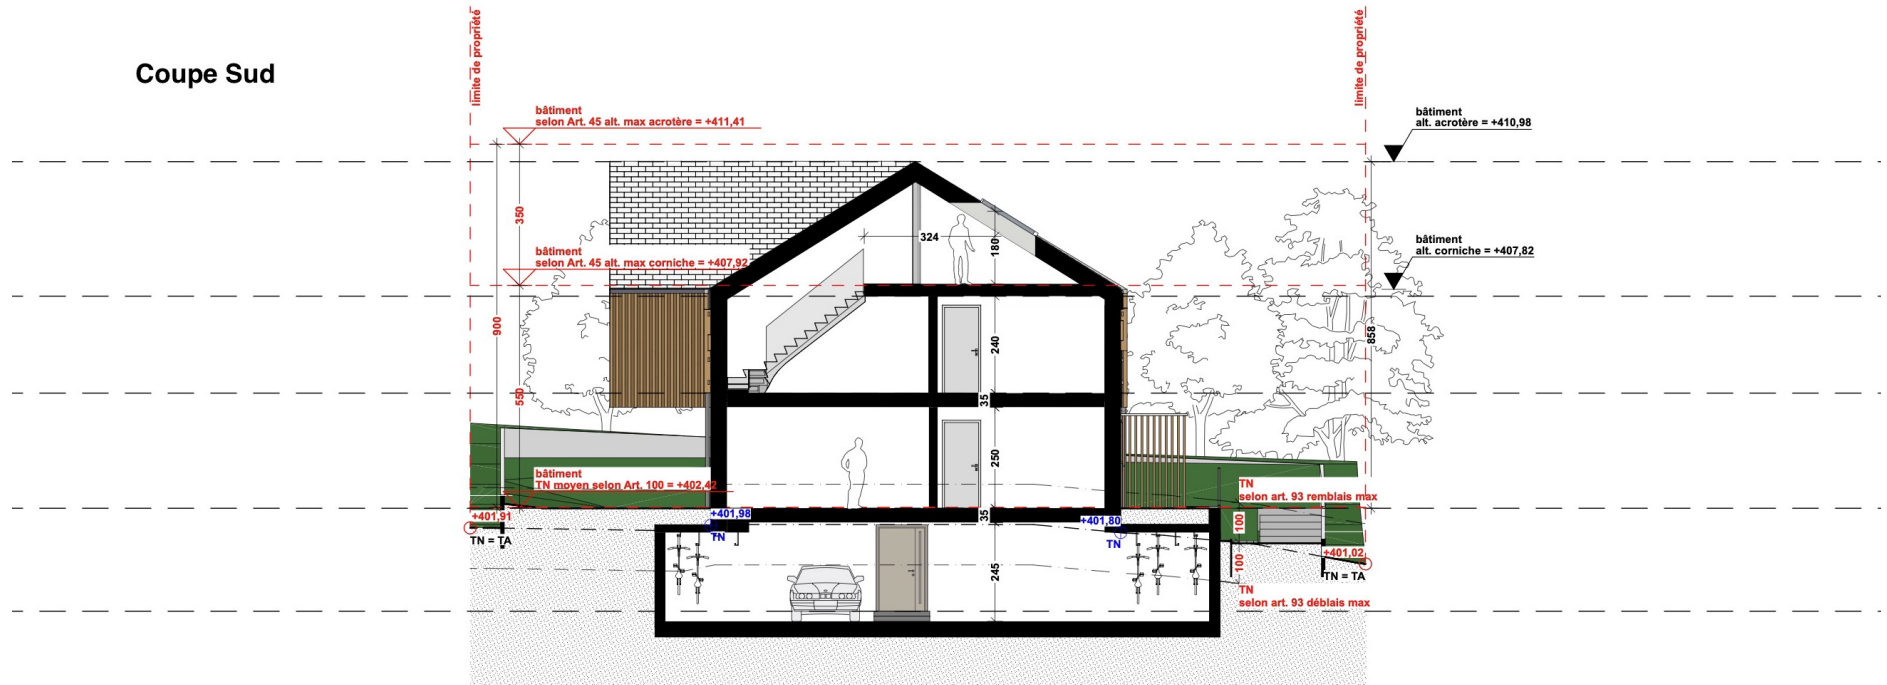 limite de propriété
limite de propriété
Coupe Sud
bâtiment
selon Art. 45 alt. max acrotère = +411,41
bâtiment
alt. acrotère = +410,98
350
324
180
bâtiment
selon Art. 45 alt. max corniche = +407,92
bâtiment
alt. corniche = +407,82
900
858
240
550
35
250
bâtiment
TN moyen selon Art. 100 = +402,42
TN
selon art. 93 remblais max
+401,91
TN = TA
+401,98
TN
35
+401,80
TN
100
100
+401,02
TN = TA
245
TN
selon art. 93 déblais max